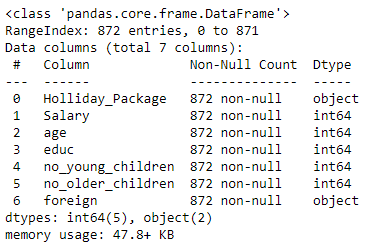 <class 'pandas.core.frame.DataFrame'>
RangeIndex: 872 entries, 0 to 871
Data columns (total 7 columns):
 #   Column             Non-Null Count  Dtype
---  ------             --------------  -----
 0   Holliday_Package   872 non-null    object
 1   Salary             872 non-null    int64
 2   age                872 non-null    int64
 3   educ               872 non-null    int64
 4   no_young_children  872 non-null    int64
 5   no_older_children  872 non-null    int64
 6   foreign            872 non-null    object
dtypes: int64(5), object(2)
memory usage: 47.8+ KB